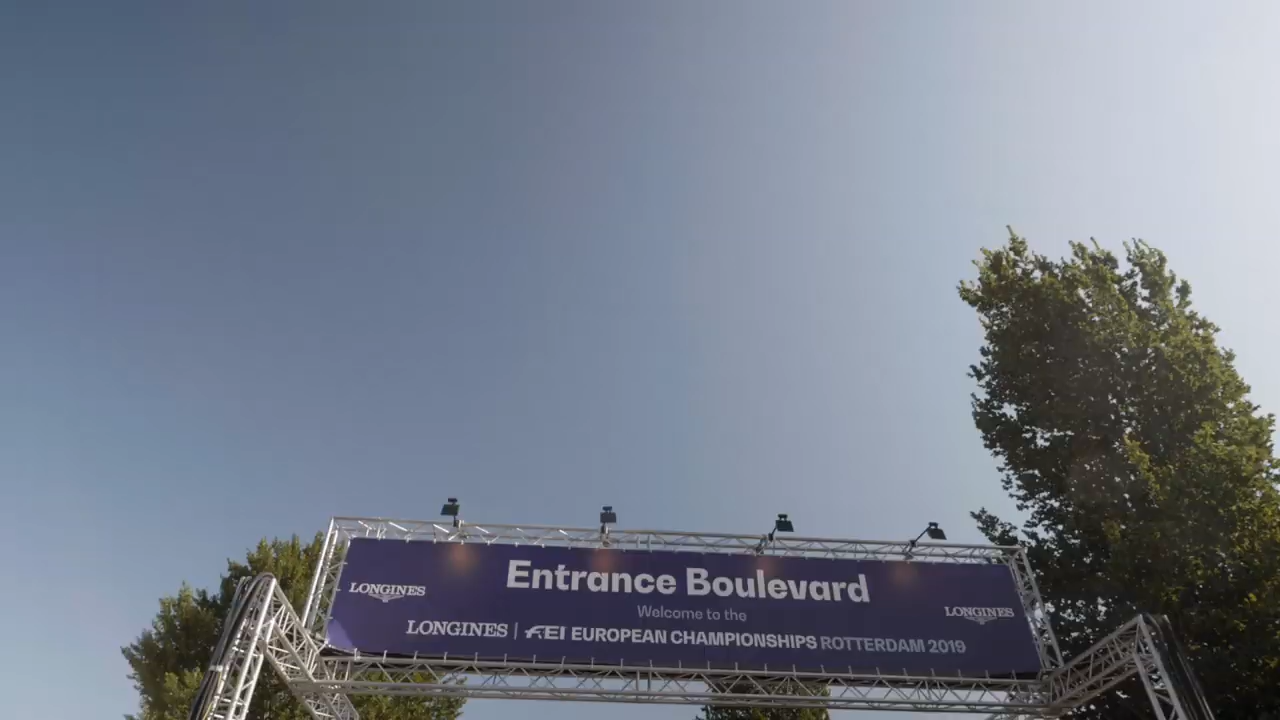 Entrance Boulevard
LONGINES
Welcome to the
LONGINES
LONGINES | FEI EUROPEAN CHAMPIONSHIPS ROTTERDAM 2019